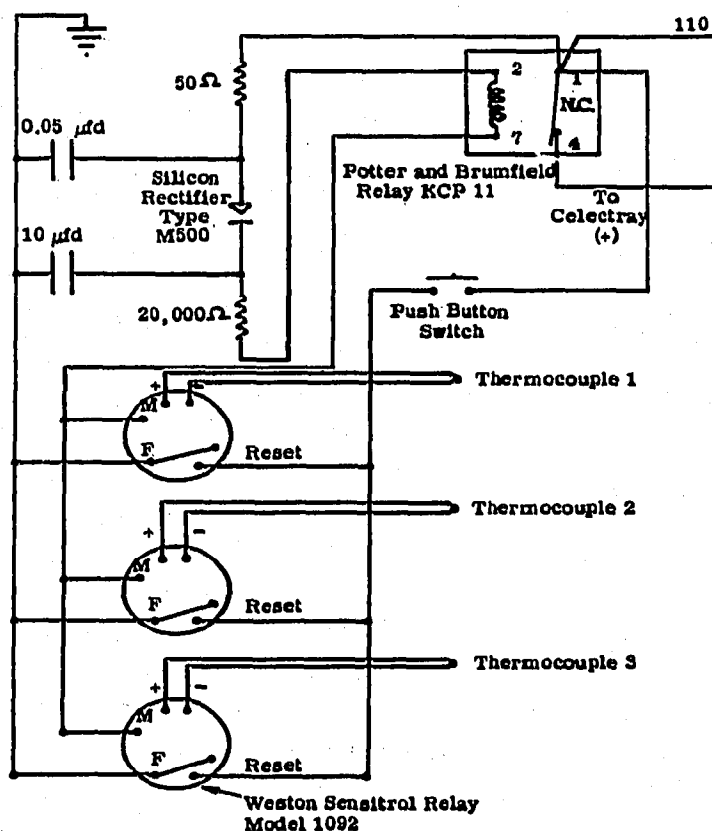 110
50Ω
2
1
N.C.
7
4
0.05 μfd
Silicon
Rectifier
Type
M500
Potter and Brumfield
Relay KCP 11
To
Celectray
(+)
10 μfd
20,000Ω
Push Button
Switch
+ -
M
F
Reset
Thermocouple 1
+ -
M
F
Reset
Thermocouple 2
+ -
M
F
Reset
Thermocouple 3
Weston Sensitrol Relay
Model 1092